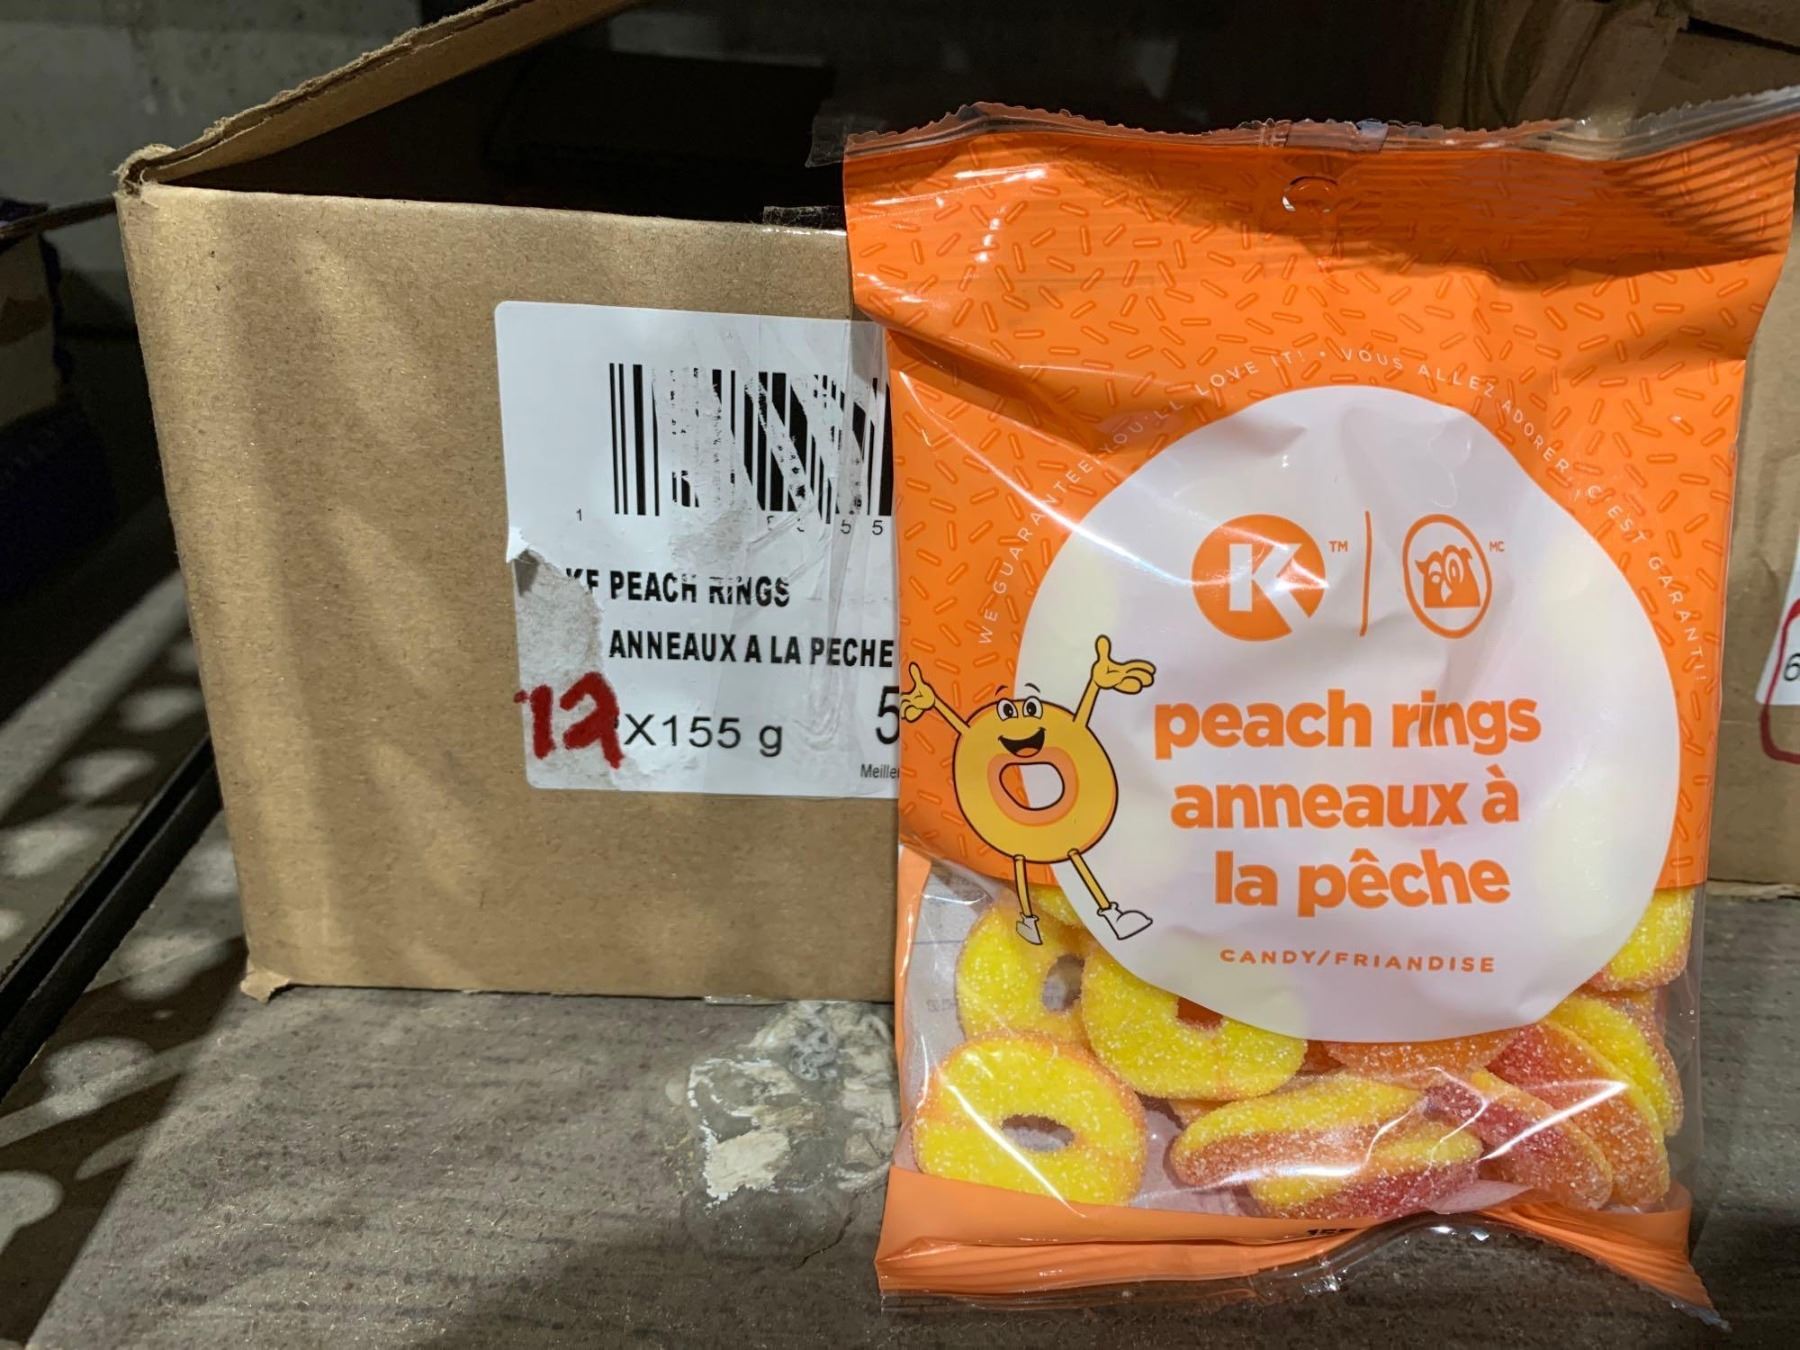 1
5 5
KF PEACH RINGS
ANNEAUX A LA PECHE
12 X155 g
5
WE GUARANTEE YOU'LL LOVE IT! • VOUS ALLEZ ADORER, C'EST GARANTI!
K TM MC
peach rings
anneaux à
la pêche
CANDY/FRIANDISE
6